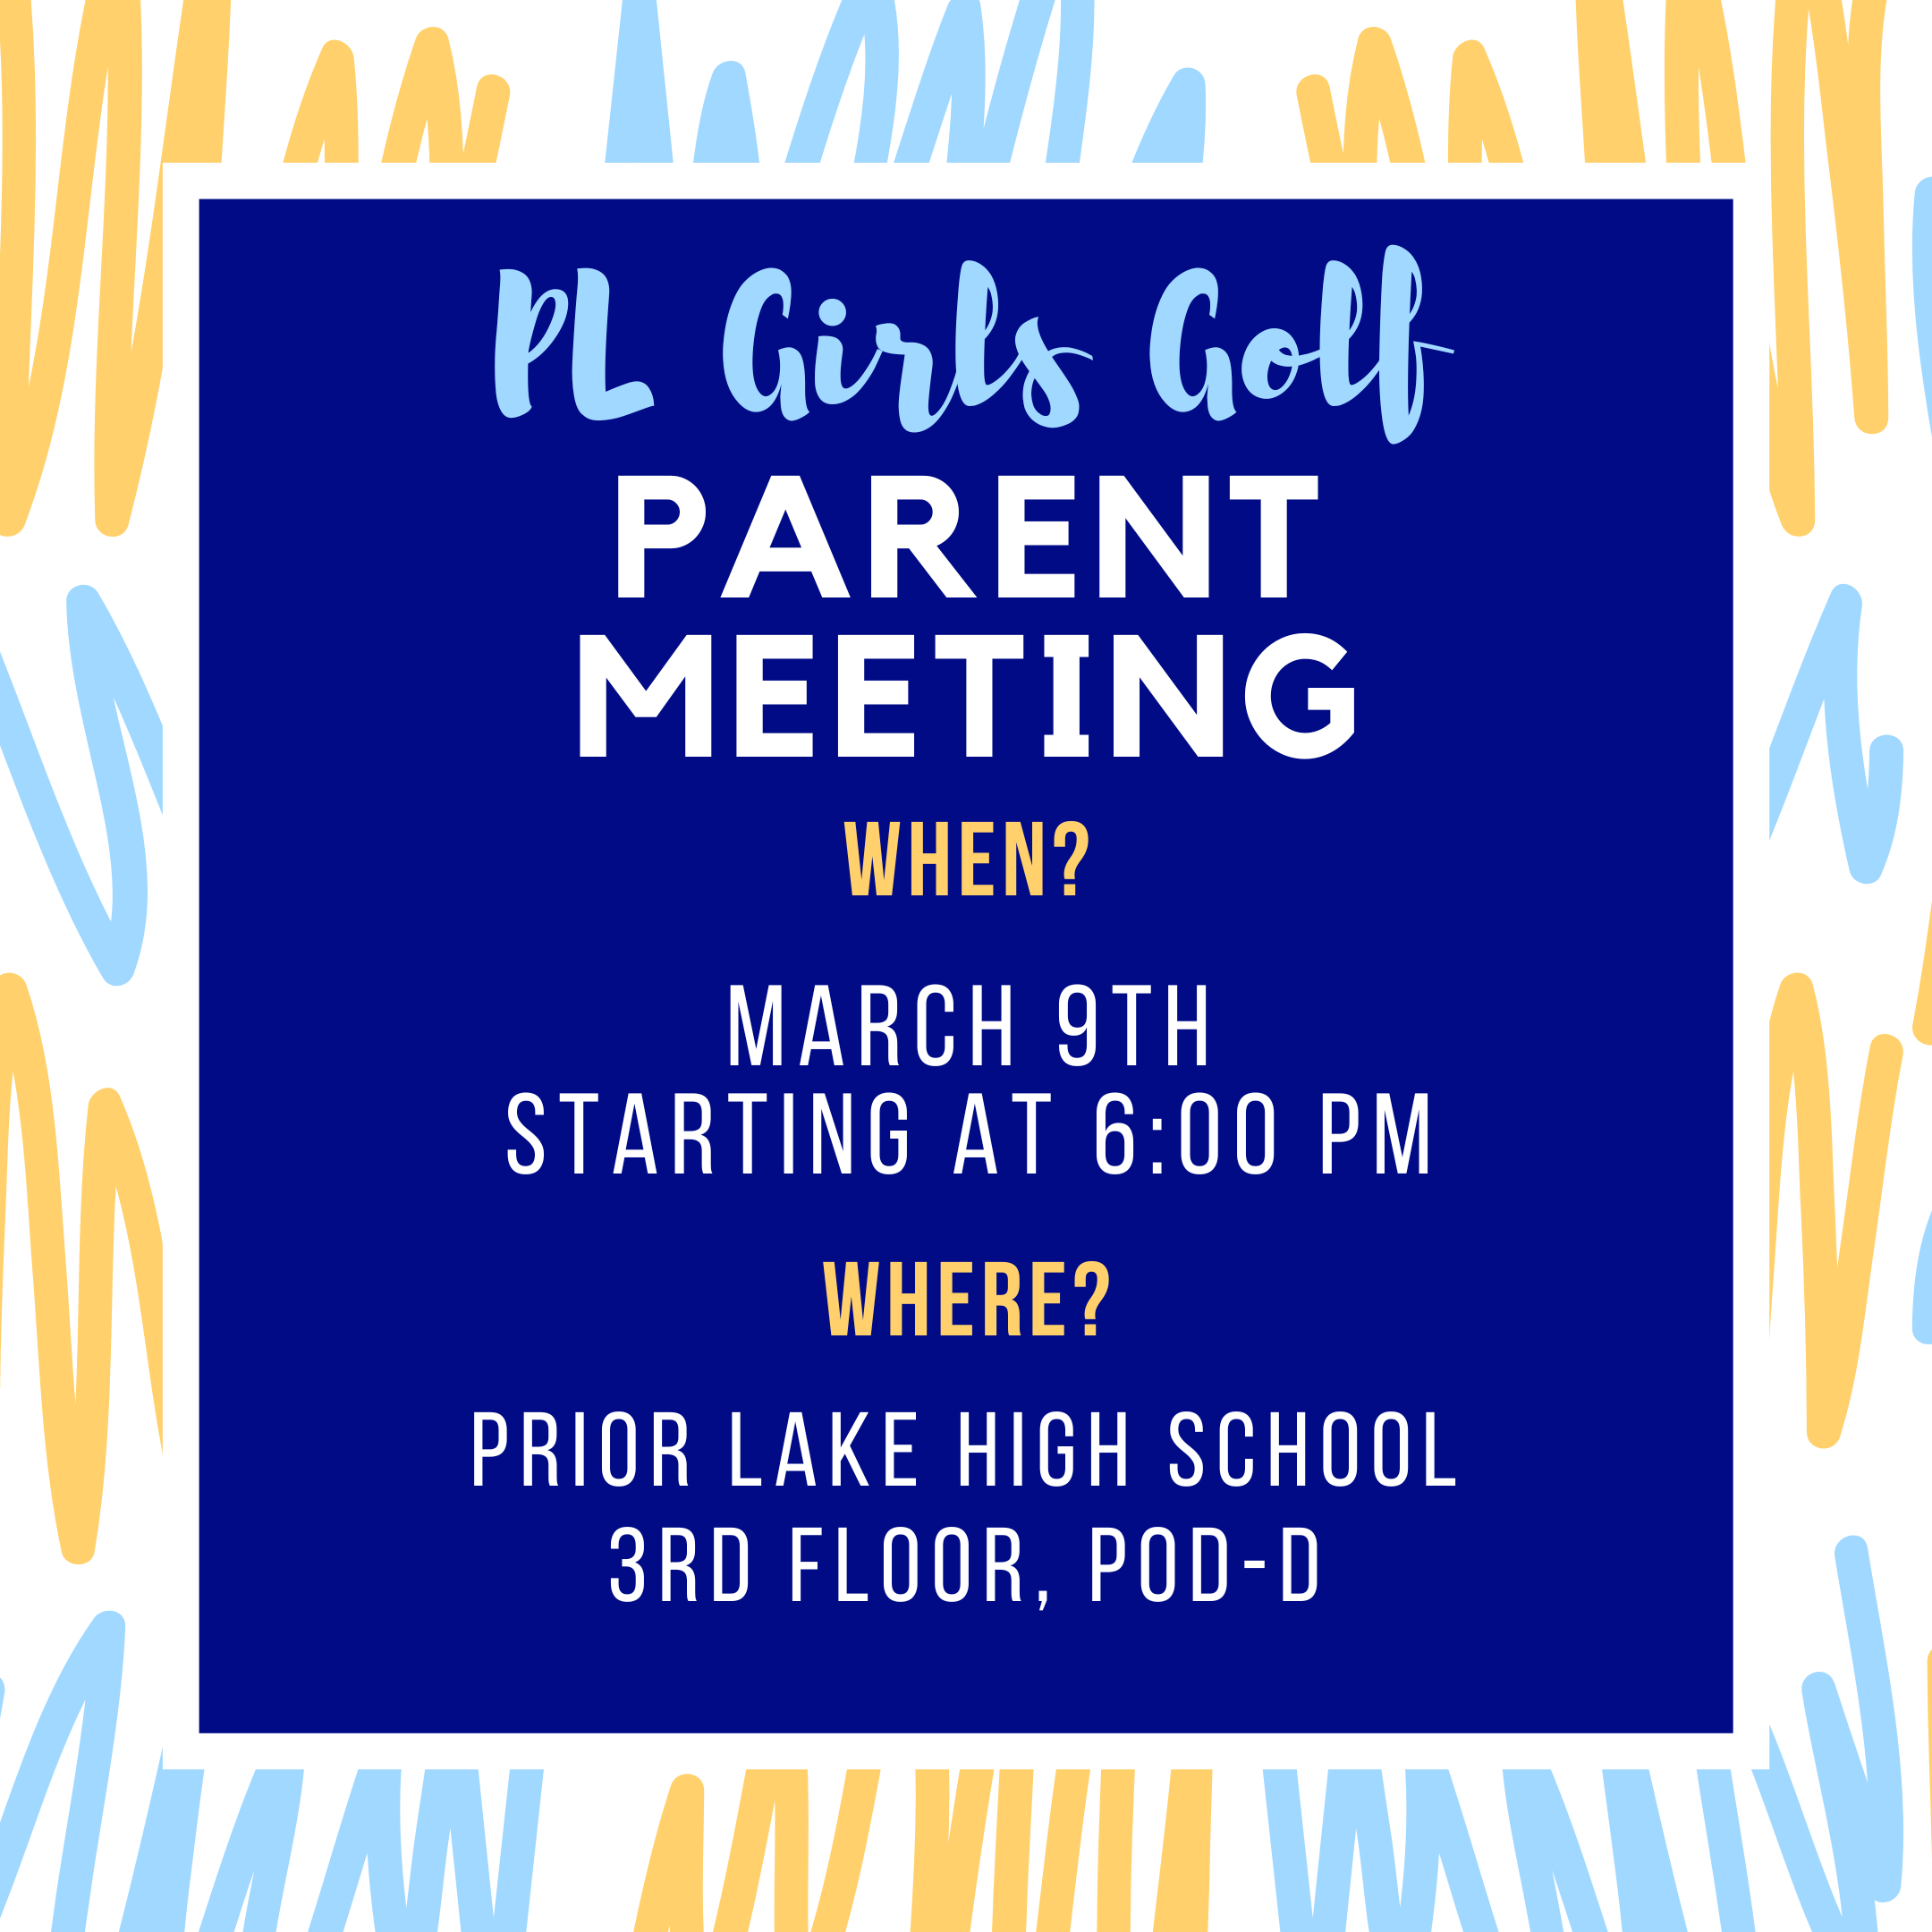 PL Girls Golf
PARENT
MEETING
WHEN?
MARCH 9TH
STARTING AT 6:00 PM
WHERE?
PRIOR LAKE HIGH SCHOOL
3RD FLOOR, POD-D